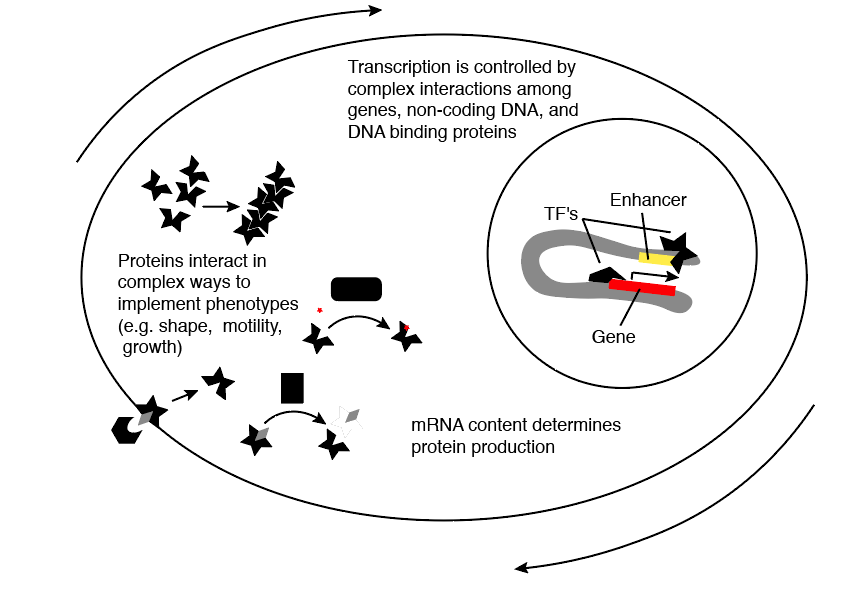 Transcription is controlled by
complex interactions among
genes, non-coding DNA, and
DNA binding proteins
Enhancer
TF's
Gene
Proteins interact in
complex ways to
implement phenotypes
(e.g. shape, motility,
growth)
mRNA content determines
protein production